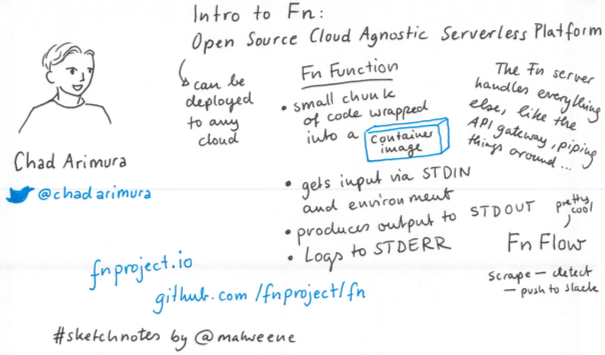 Intro to Fn:
Open Source Cloud Agnostic Serverless Platform
can be
deployed
to any
cloud
Chad Arimura
@chadarimura
Fn Function
• small chunk
of code wrapped
into a container
image
• gets input via STDIN
and environment
• produces output to STDOUT
• Logs to STDERR
The Fn server
handles everything
else, like the
API gateway, piping
things around...
pretty
cool
Fn Flow
scrape — detect
— push to slack
fnproject.io
github.com/fnproject/fn
#sketchnotes by @malweene